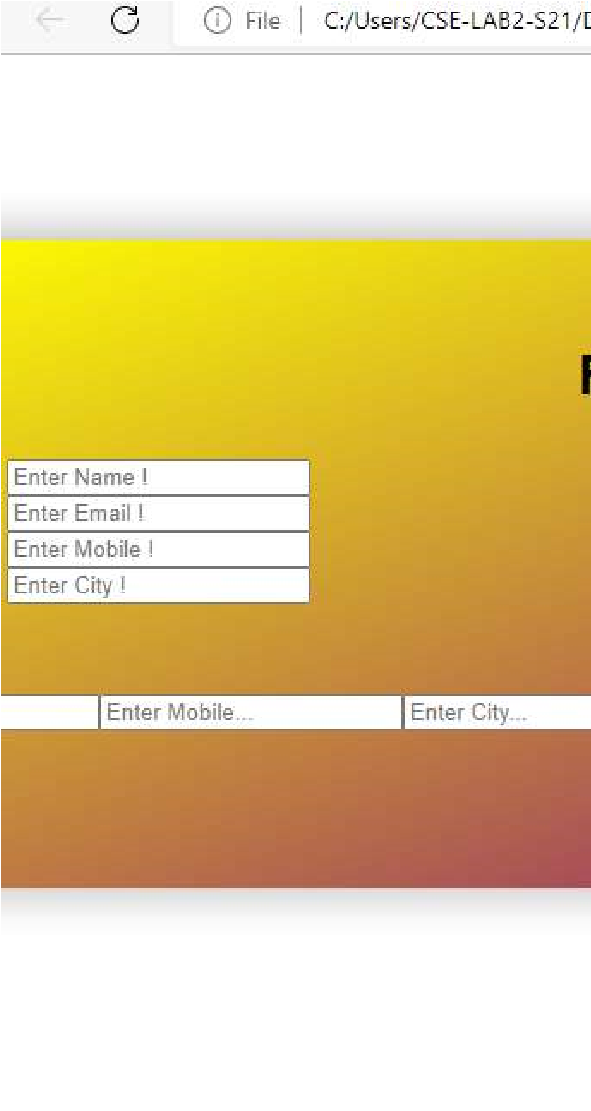 File | C:/Users/CSE-LAB2-S21/D
Enter Name !
Enter Email !
Enter Mobile !
Enter City !
Enter Mobile... Enter City...